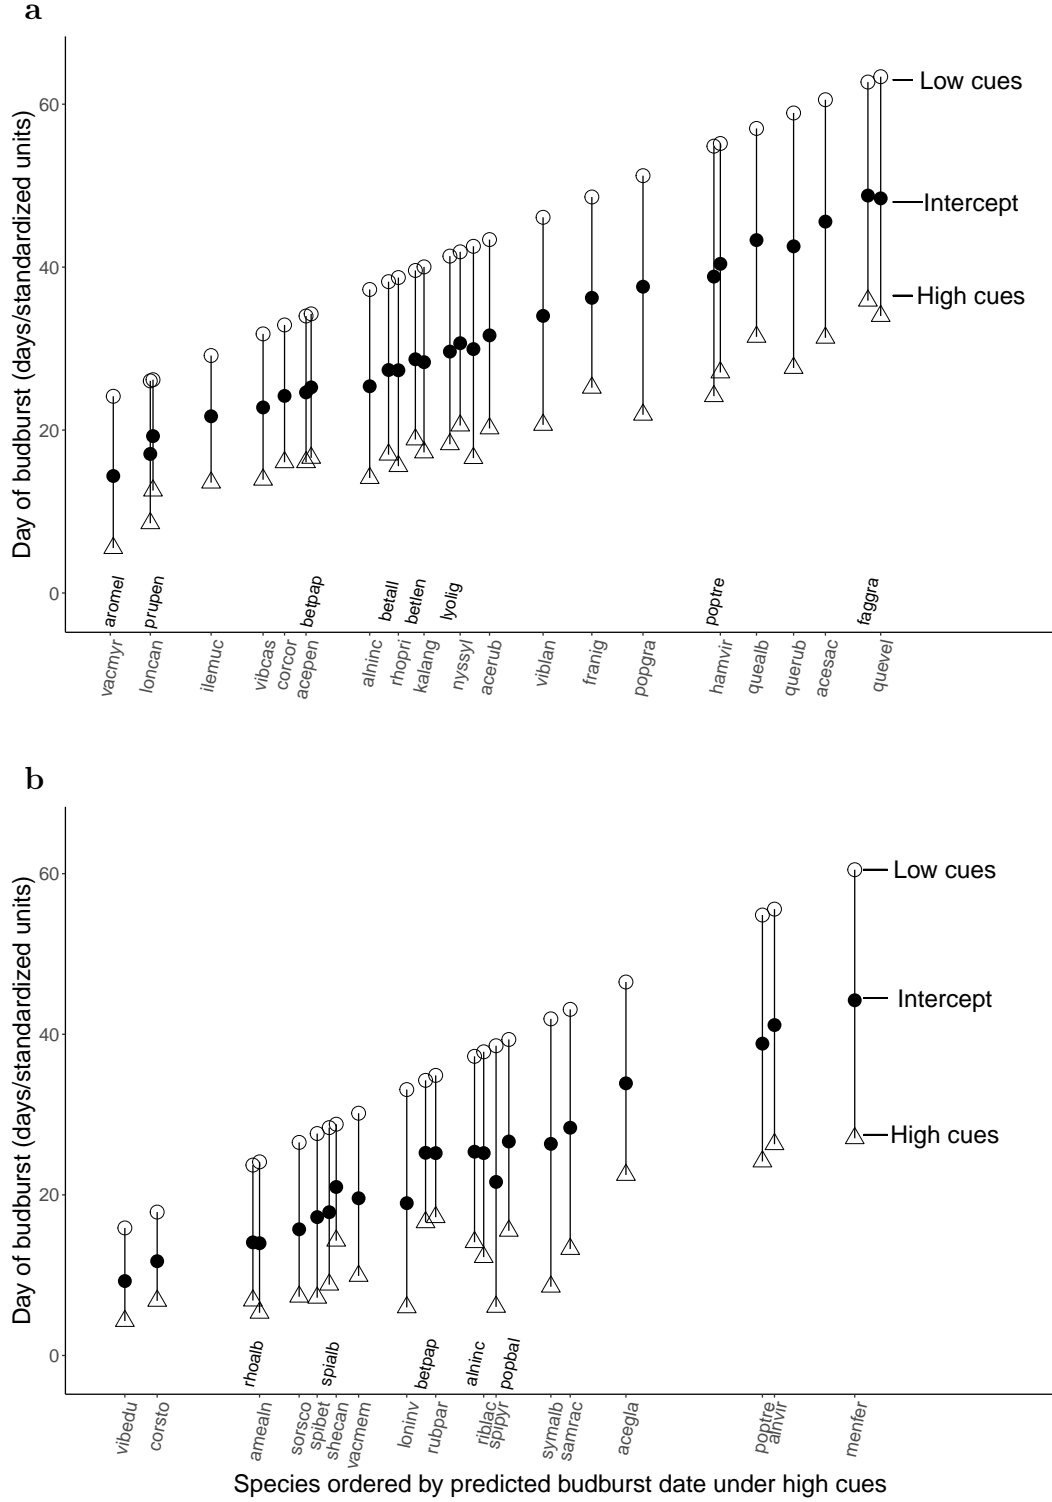 a
Day of budburst (days/standardized units)
60
40
20
0
Low cues
Intercept
High cues
aromel
prupen
betpap
betall
betlen
lyolig
poptre
faggra
vacmyr
loncan
ilemuc
vibcas
corcor
acepen
alninc
rhopri
kalang
nyssyl
acerub
viblan
franig
popgra
hamvir
quealb
querub
acesac
quevel
b
Day of budburst (days/standardized units)
60
40
20
0
Low cues
Intercept
High cues
rhoalb
spialb
betpap
alninc
popbal
vibedu
corsto
amealn
sorsco
spibet
shecan
vacmem
loninv
rubpar
riblac
spipyr
symalb
samrac
acegla
poptre
alnvir
menfer
Species ordered by predicted budburst date under high cues